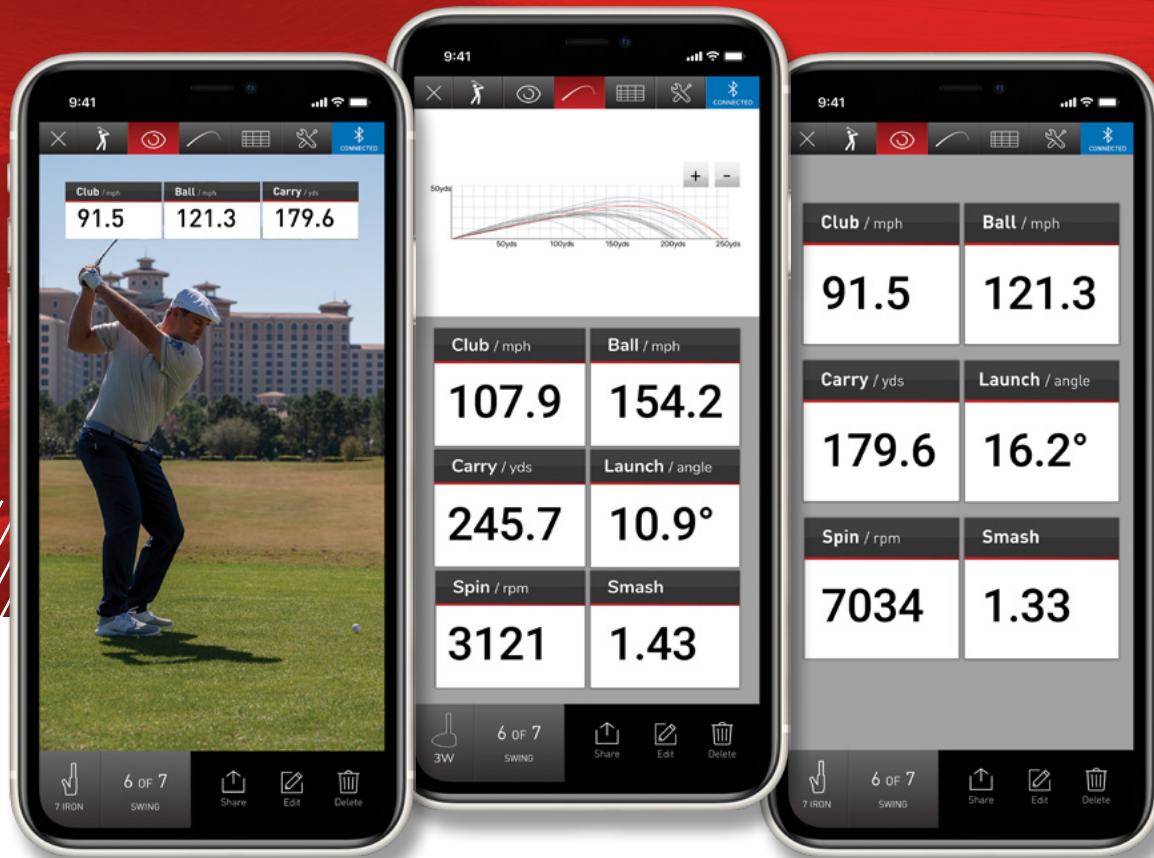 9:41
CONNECTED
Club / mph Ball / mph Carry / yds
91.5 121.3 179.6
7 IRON
6 OF 7
SWING
Share Edit Delete
9:41
CONNECTED
+ -
50yds
50yds 100yds 150yds 200yds 250yds
Club / mph Ball / mph
107.9 154.2
Carry / yds Launch / angle
245.7 10.9°
Spin / rpm Smash
3121 1.43
3W
6 OF 7
SWING
Share Edit Delete
9:41
CONNECTED
Club / mph Ball / mph
91.5 121.3
Carry / yds Launch / angle
179.6 16.2°
Spin / rpm Smash
7034 1.33
7 IRON
6 OF 7
SWING
Share Edit Delete